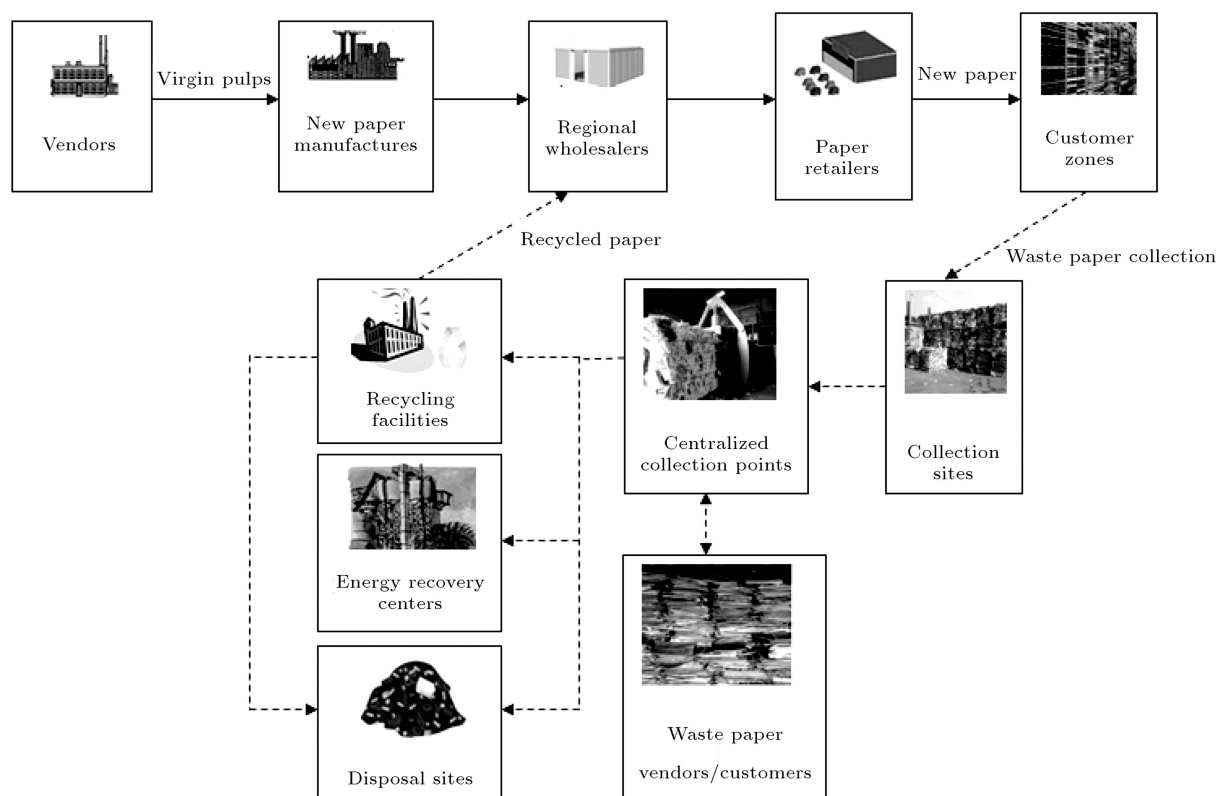 Vendors
Virgin pulps
New paper
manufactures
Regional
wholesalers
Paper
retailers
New paper
Customer
zones
Recycled paper
Waste paper collection
Recycling
facilities
Centralized
collection points
Collection
sites
Energy recovery
centers
Disposal sites
Waste paper
vendors/customers